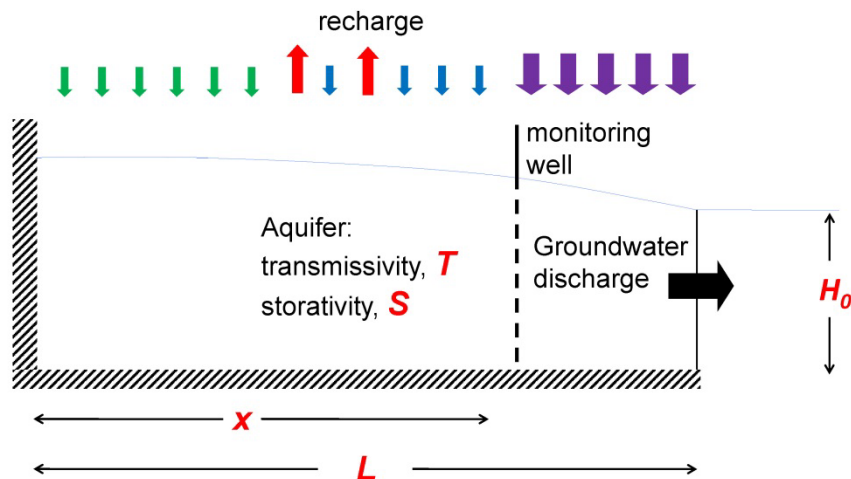 recharge
monitoring
well
Aquifer:
transmissivity, T
storativity, S
Groundwater
discharge
H0
x
L